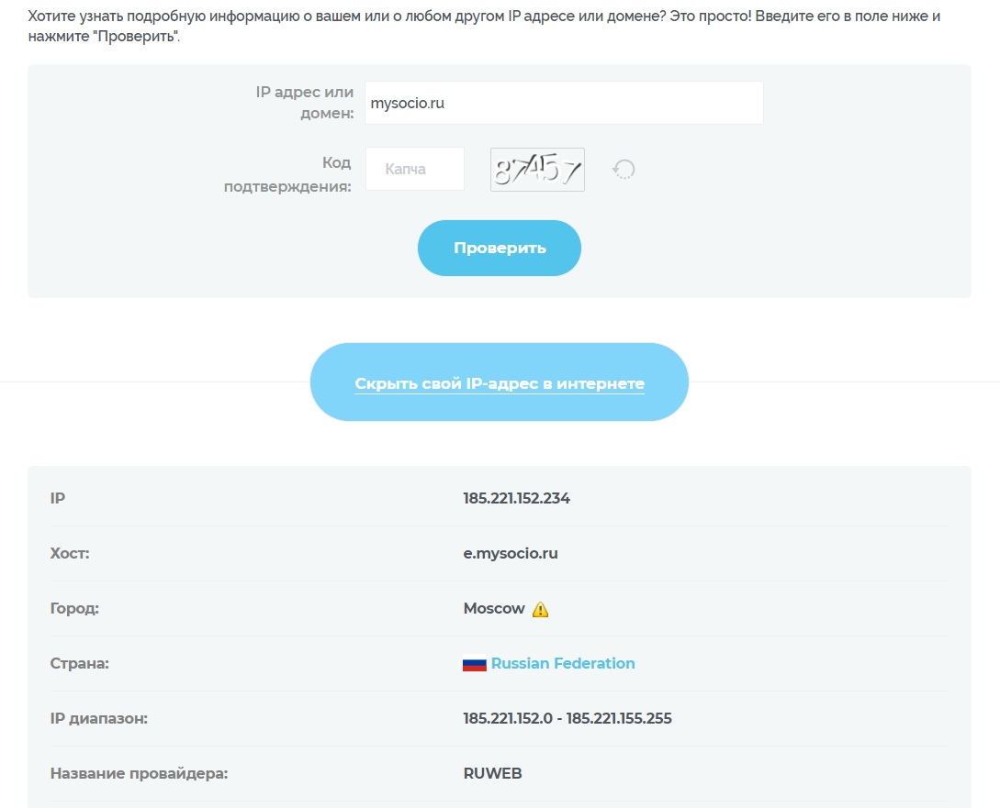 Хотите узнать подробную информацию о вашем или о любом другом IP адресе или домене? Это просто! Введите его в поле ниже и
нажмите "Проверить".
IP адрес или
домен:
mysocio.ru
Код
подтверждения:
Капча
87457
Проверить
Скрыть свой IP-адрес в интернете
IP
185.221.152.234
Хост:
e.mysocio.ru
Город:
Moscow
Страна:
Russian Federation
IP диапазон:
185.221.152.0 - 185.221.155.255
Название провайдера:
RUWEB